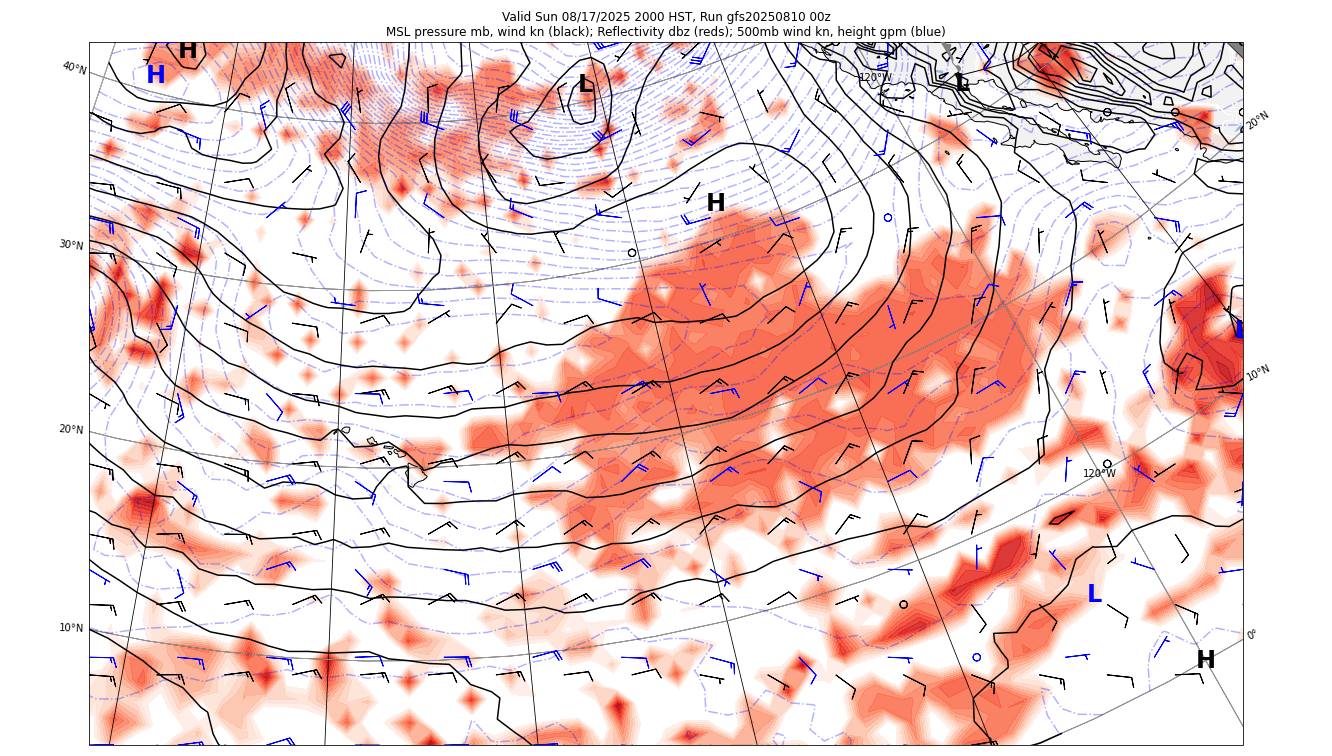 Valid Sun 08/17/2025 2000 HST, Run gfs20250810 00z
MSL pressure mb, wind kn (black); Reflectivity dbz (reds); 500mb wind kn, height gpm (blue)
H
H
L
L
120°W
40°N
20°N
H
30°N
L
10°N
20°N
120°W
L
10°N
0°
H